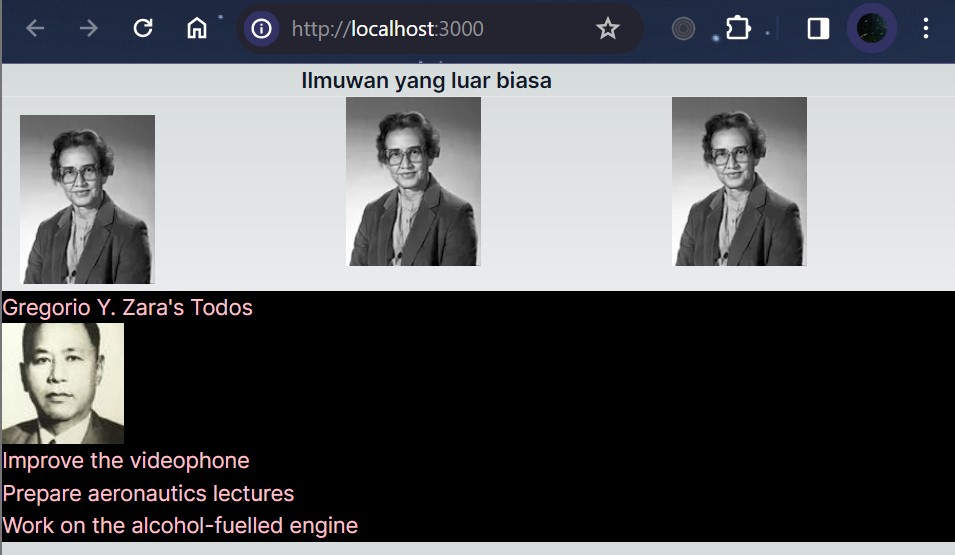 http://localhost:3000
Ilmuwan yang luar biasa
Gregorio Y. Zara's Todos
Improve the videophone
Prepare aeronautics lectures
Work on the alcohol-fuelled engine